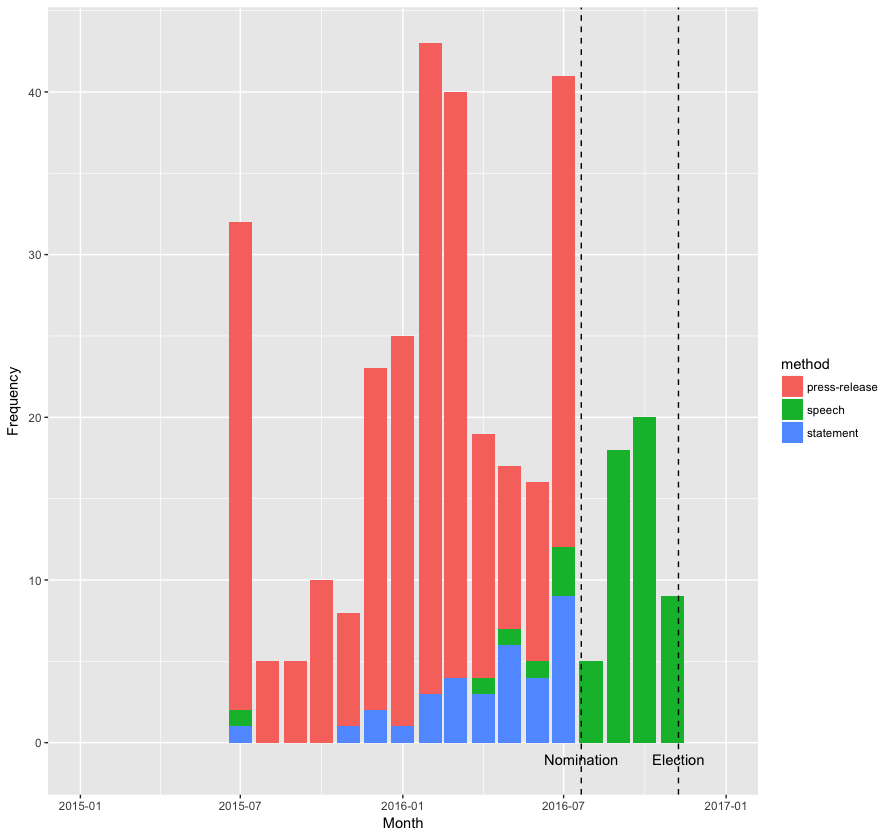 40
30
Frequency
20
10
0
method
press-release
speech
statement
Nomination Election
2015-01 2015-07 2016-01 2016-07 2017-01
Month